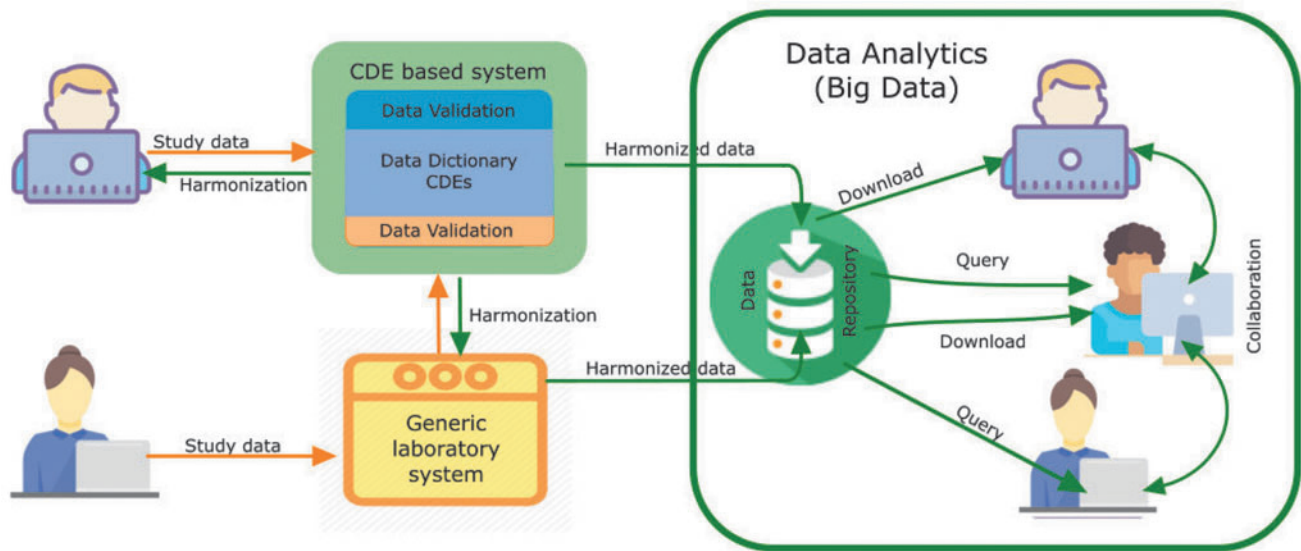 Data Analytics
(Big Data)
CDE based system
Data Validation
Data Dictionary
CDEs
Data Validation
Study data
Harmonization
Harmonized data
Download
Data
Repository
Query
Download
Collaboration
Harmonization
Harmonized data
Generic
laboratory
system
Study data
Query